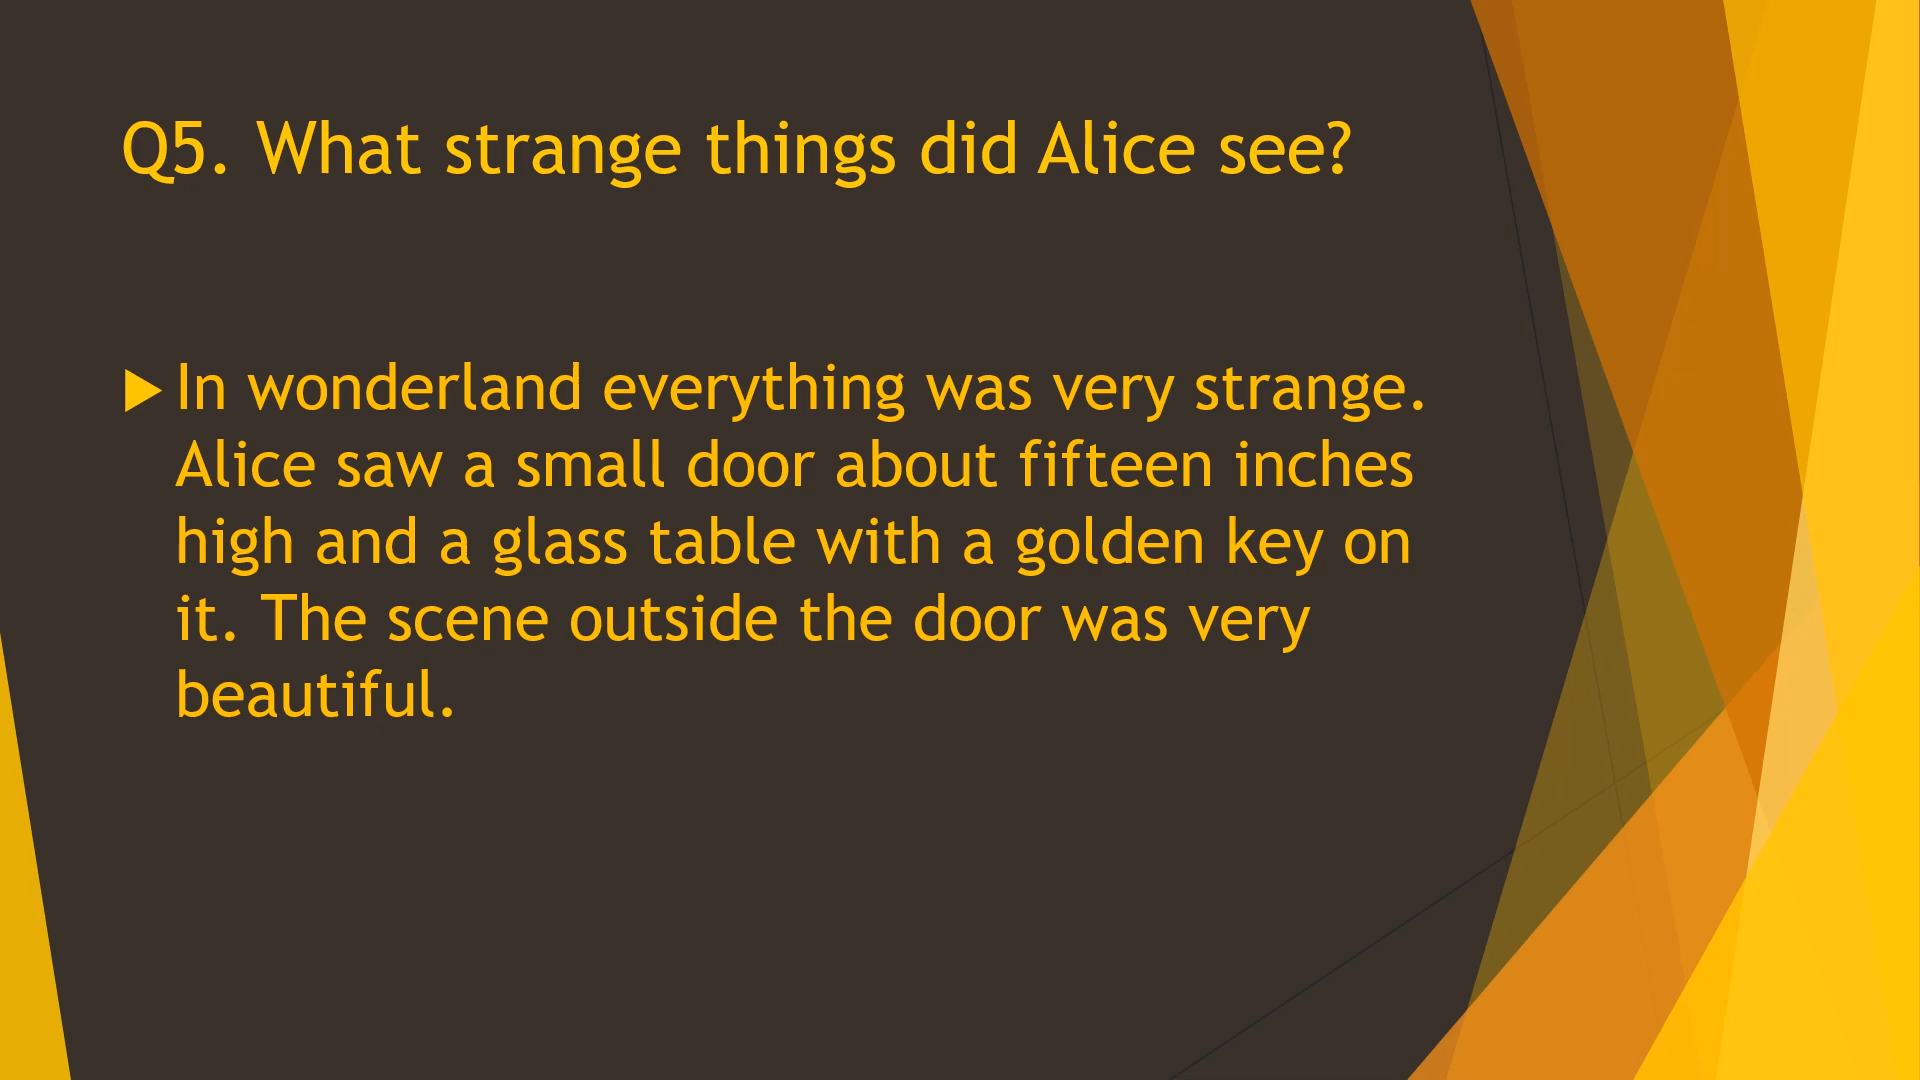 Q5. What strange things did Alice see?
In wonderland everything was very strange.
Alice saw a small door about fifteen inches
high and a glass table with a golden key on
it. The scene outside the door was very
beautiful.